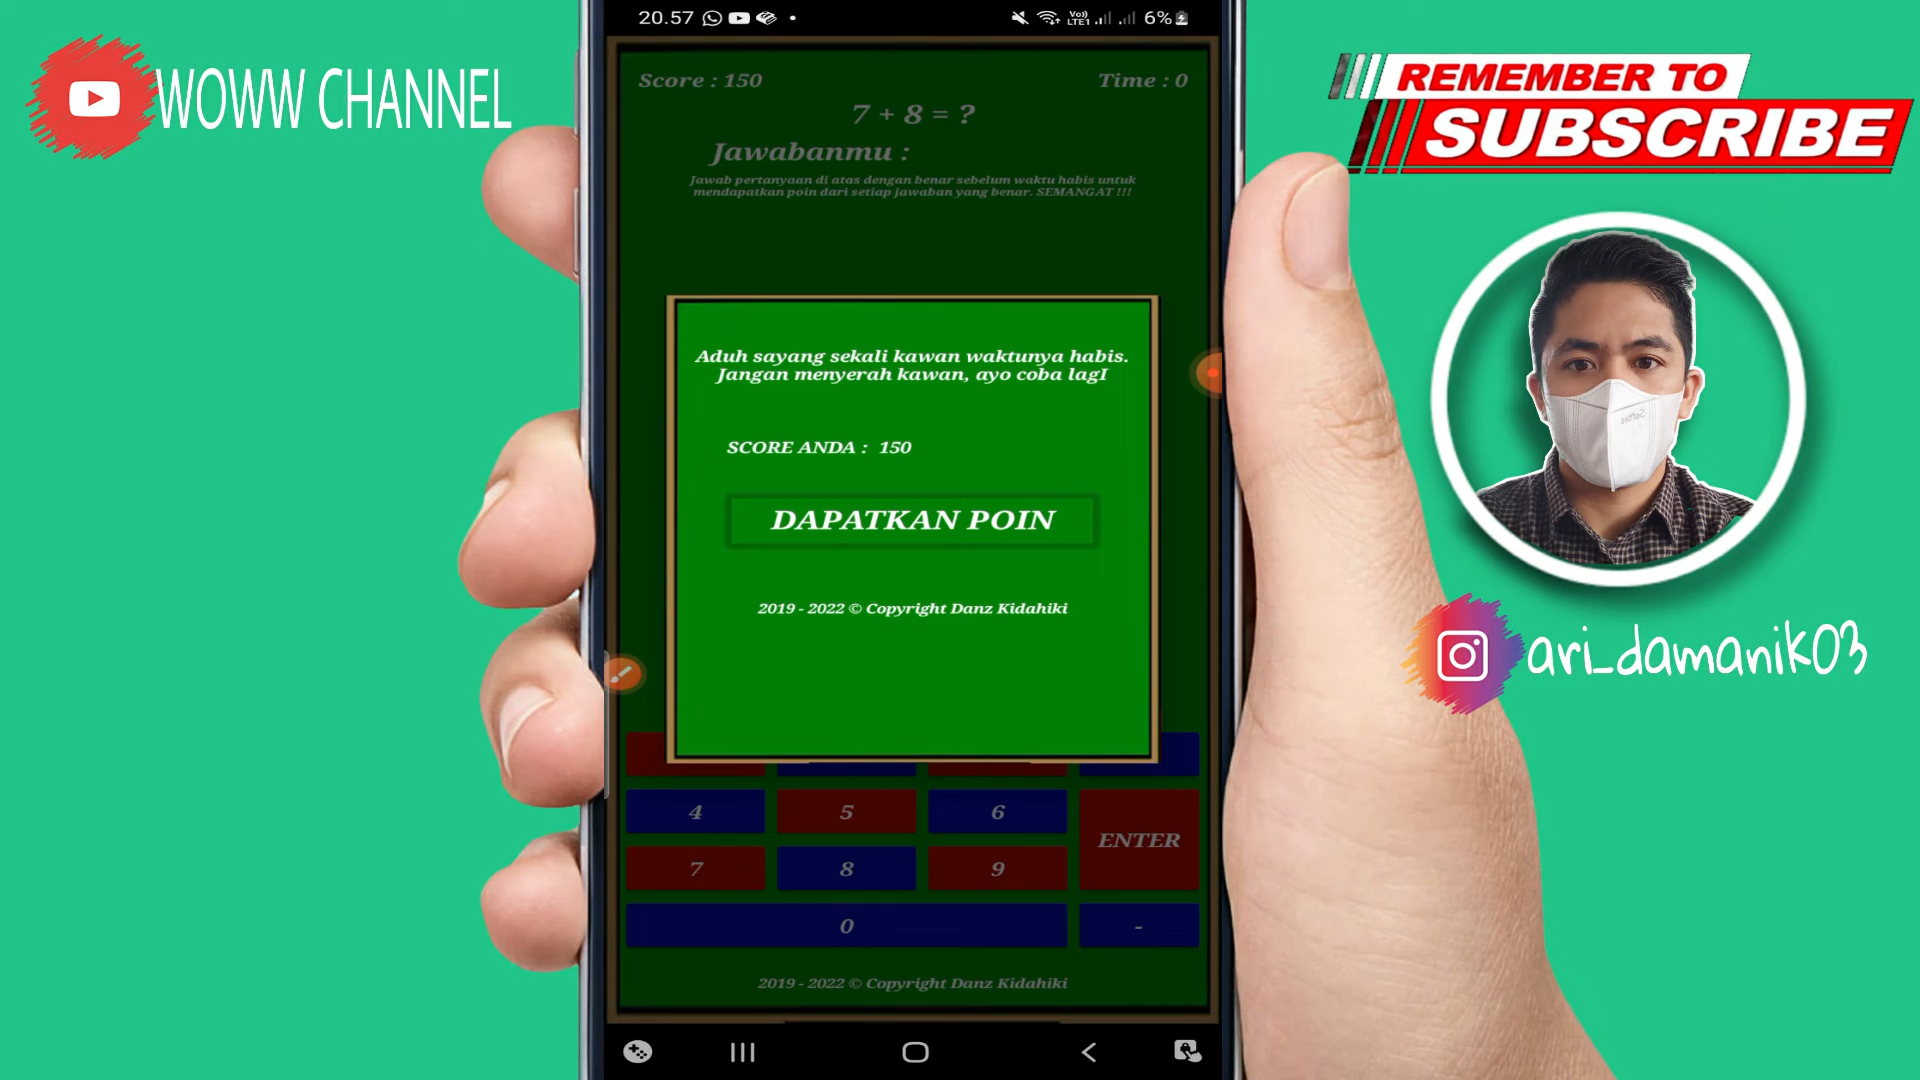 20.57
Vo))
LTE1
6%
WOWW CHANNEL
REMEMBER TO
SUBSCRIBE
Score : 150
Time : 0
7 + 8 = ?
Jawabanmu :
Jawab pertanyaan di atas dengan benar sebelum waktu habis untuk
mendapatkan poin dari setiap jawaban yang benar. SEMANGAT !!!
Aduh sayang sekali kawan waktunya habis.
Jangan menyerah kawan, ayo coba lagI
SCORE ANDA : 150
DAPATKAN POIN
2019 - 2022 © Copyright Danz Kidahiki
ari_damanik03
4
5
6
ENTER
7
8
9
0
-
2019 - 2022 © Copyright Danz Kidahiki